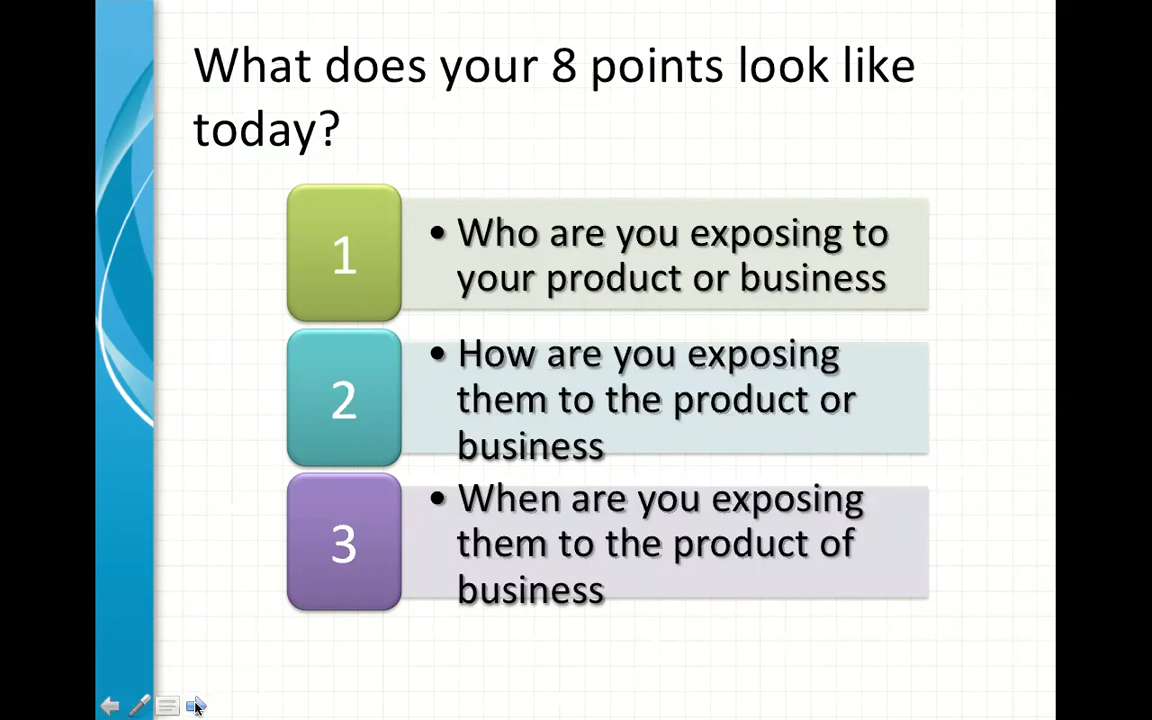 What does your 8 points look like
today?
1
• Who are you exposing to
your product or business
2
• How are you exposing
them to the product or
business
3
• When are you exposing
them to the product of
business